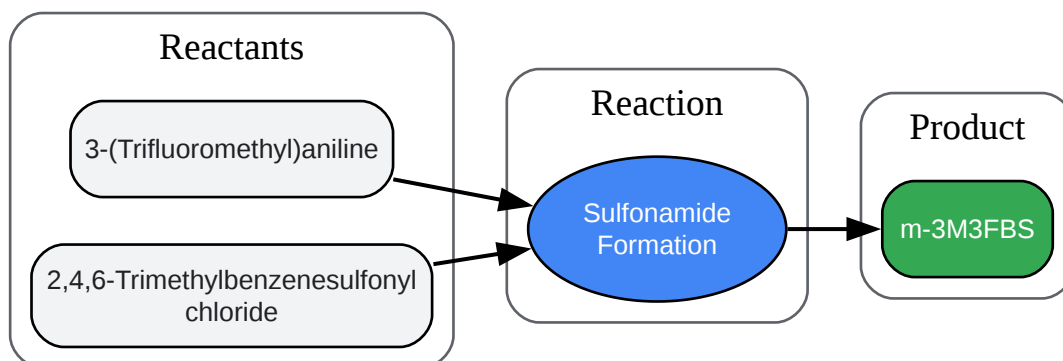 Reactants
3-(Trifluoromethyl)aniline
2,4,6-Trimethylbenzenesulfonyl
chloride
Reaction
Sulfonamide
Formation
Product
m-3M3FBS